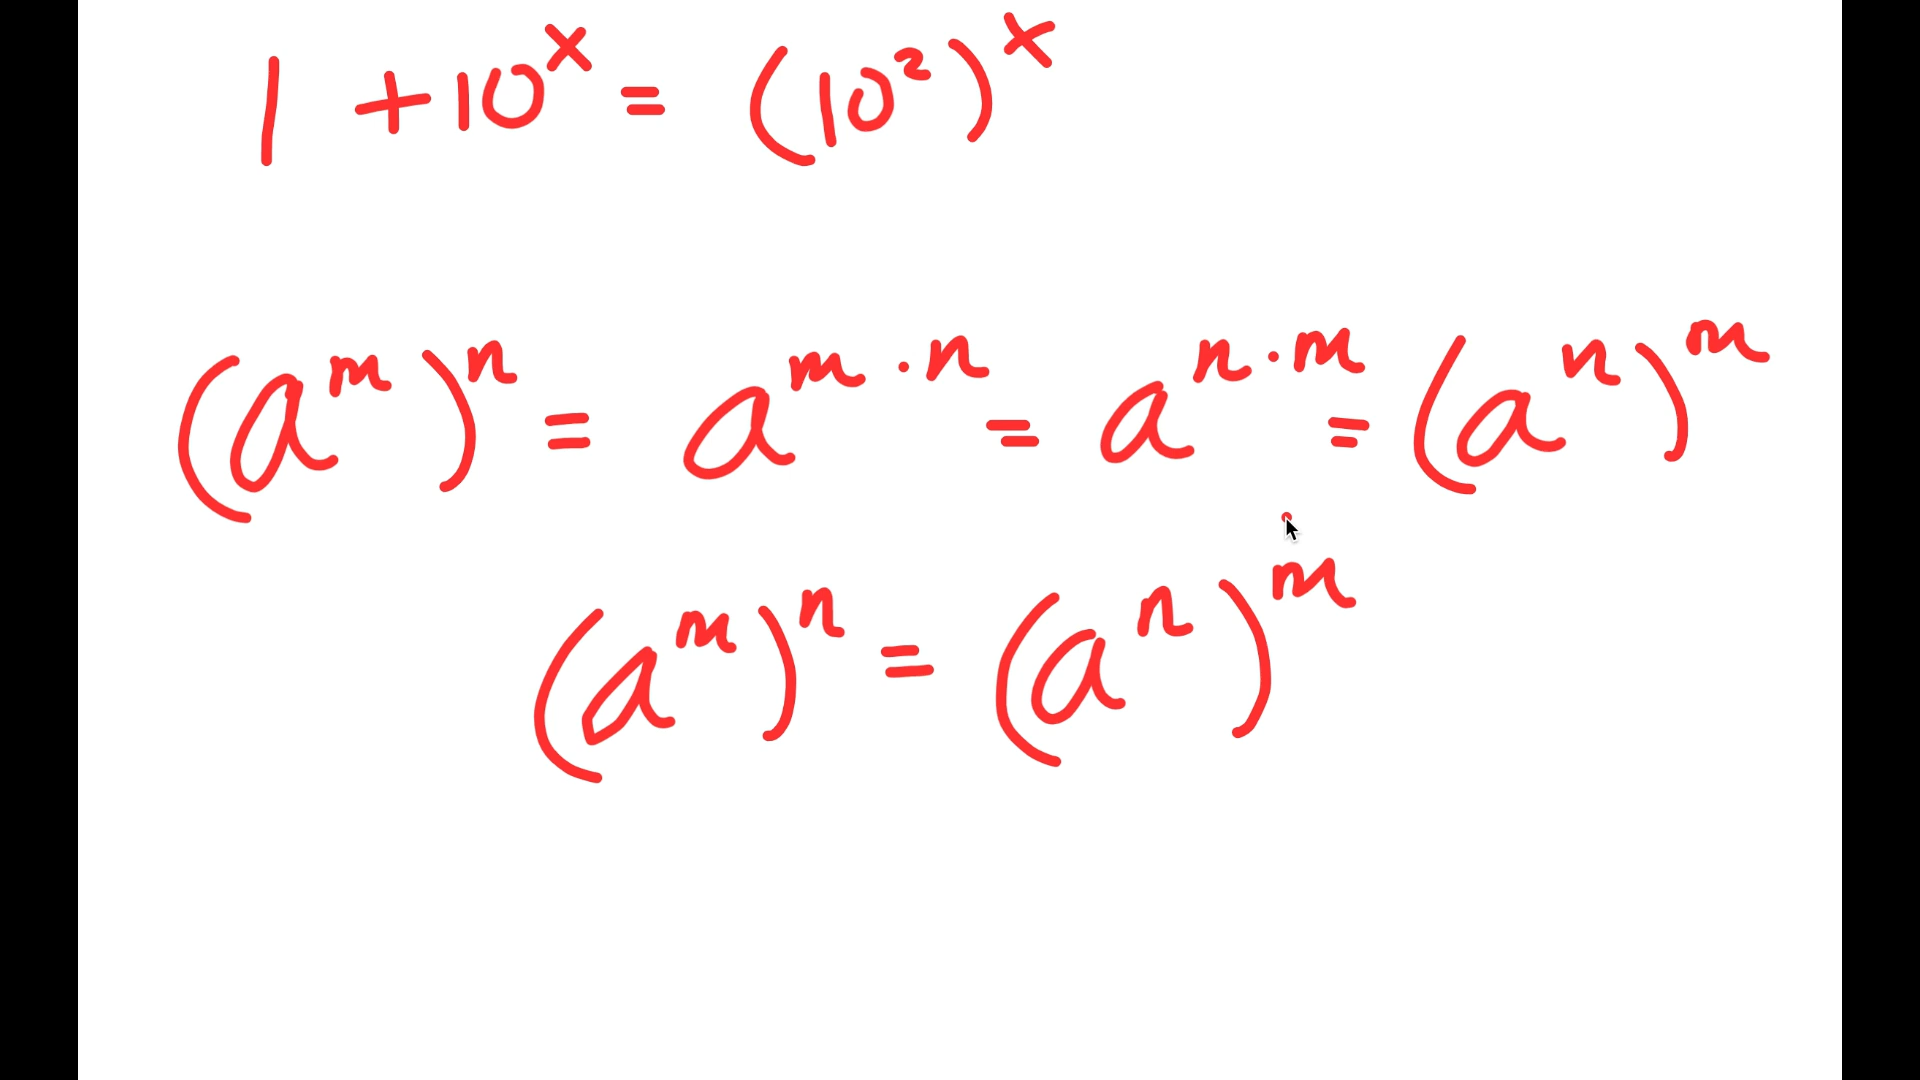 1 + 10^x = (10^2)^x
(a^m)^n = a^{m·n} = a^{n·m} = (a^n)^m
(a^m)^n = (a^n)^m